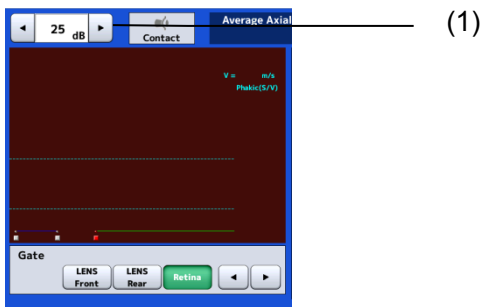 25 dB
Contact
Average Axial
(1)
V = m/s
Phakic(S/V)
Gate
LENS Front
LENS Rear
Retina